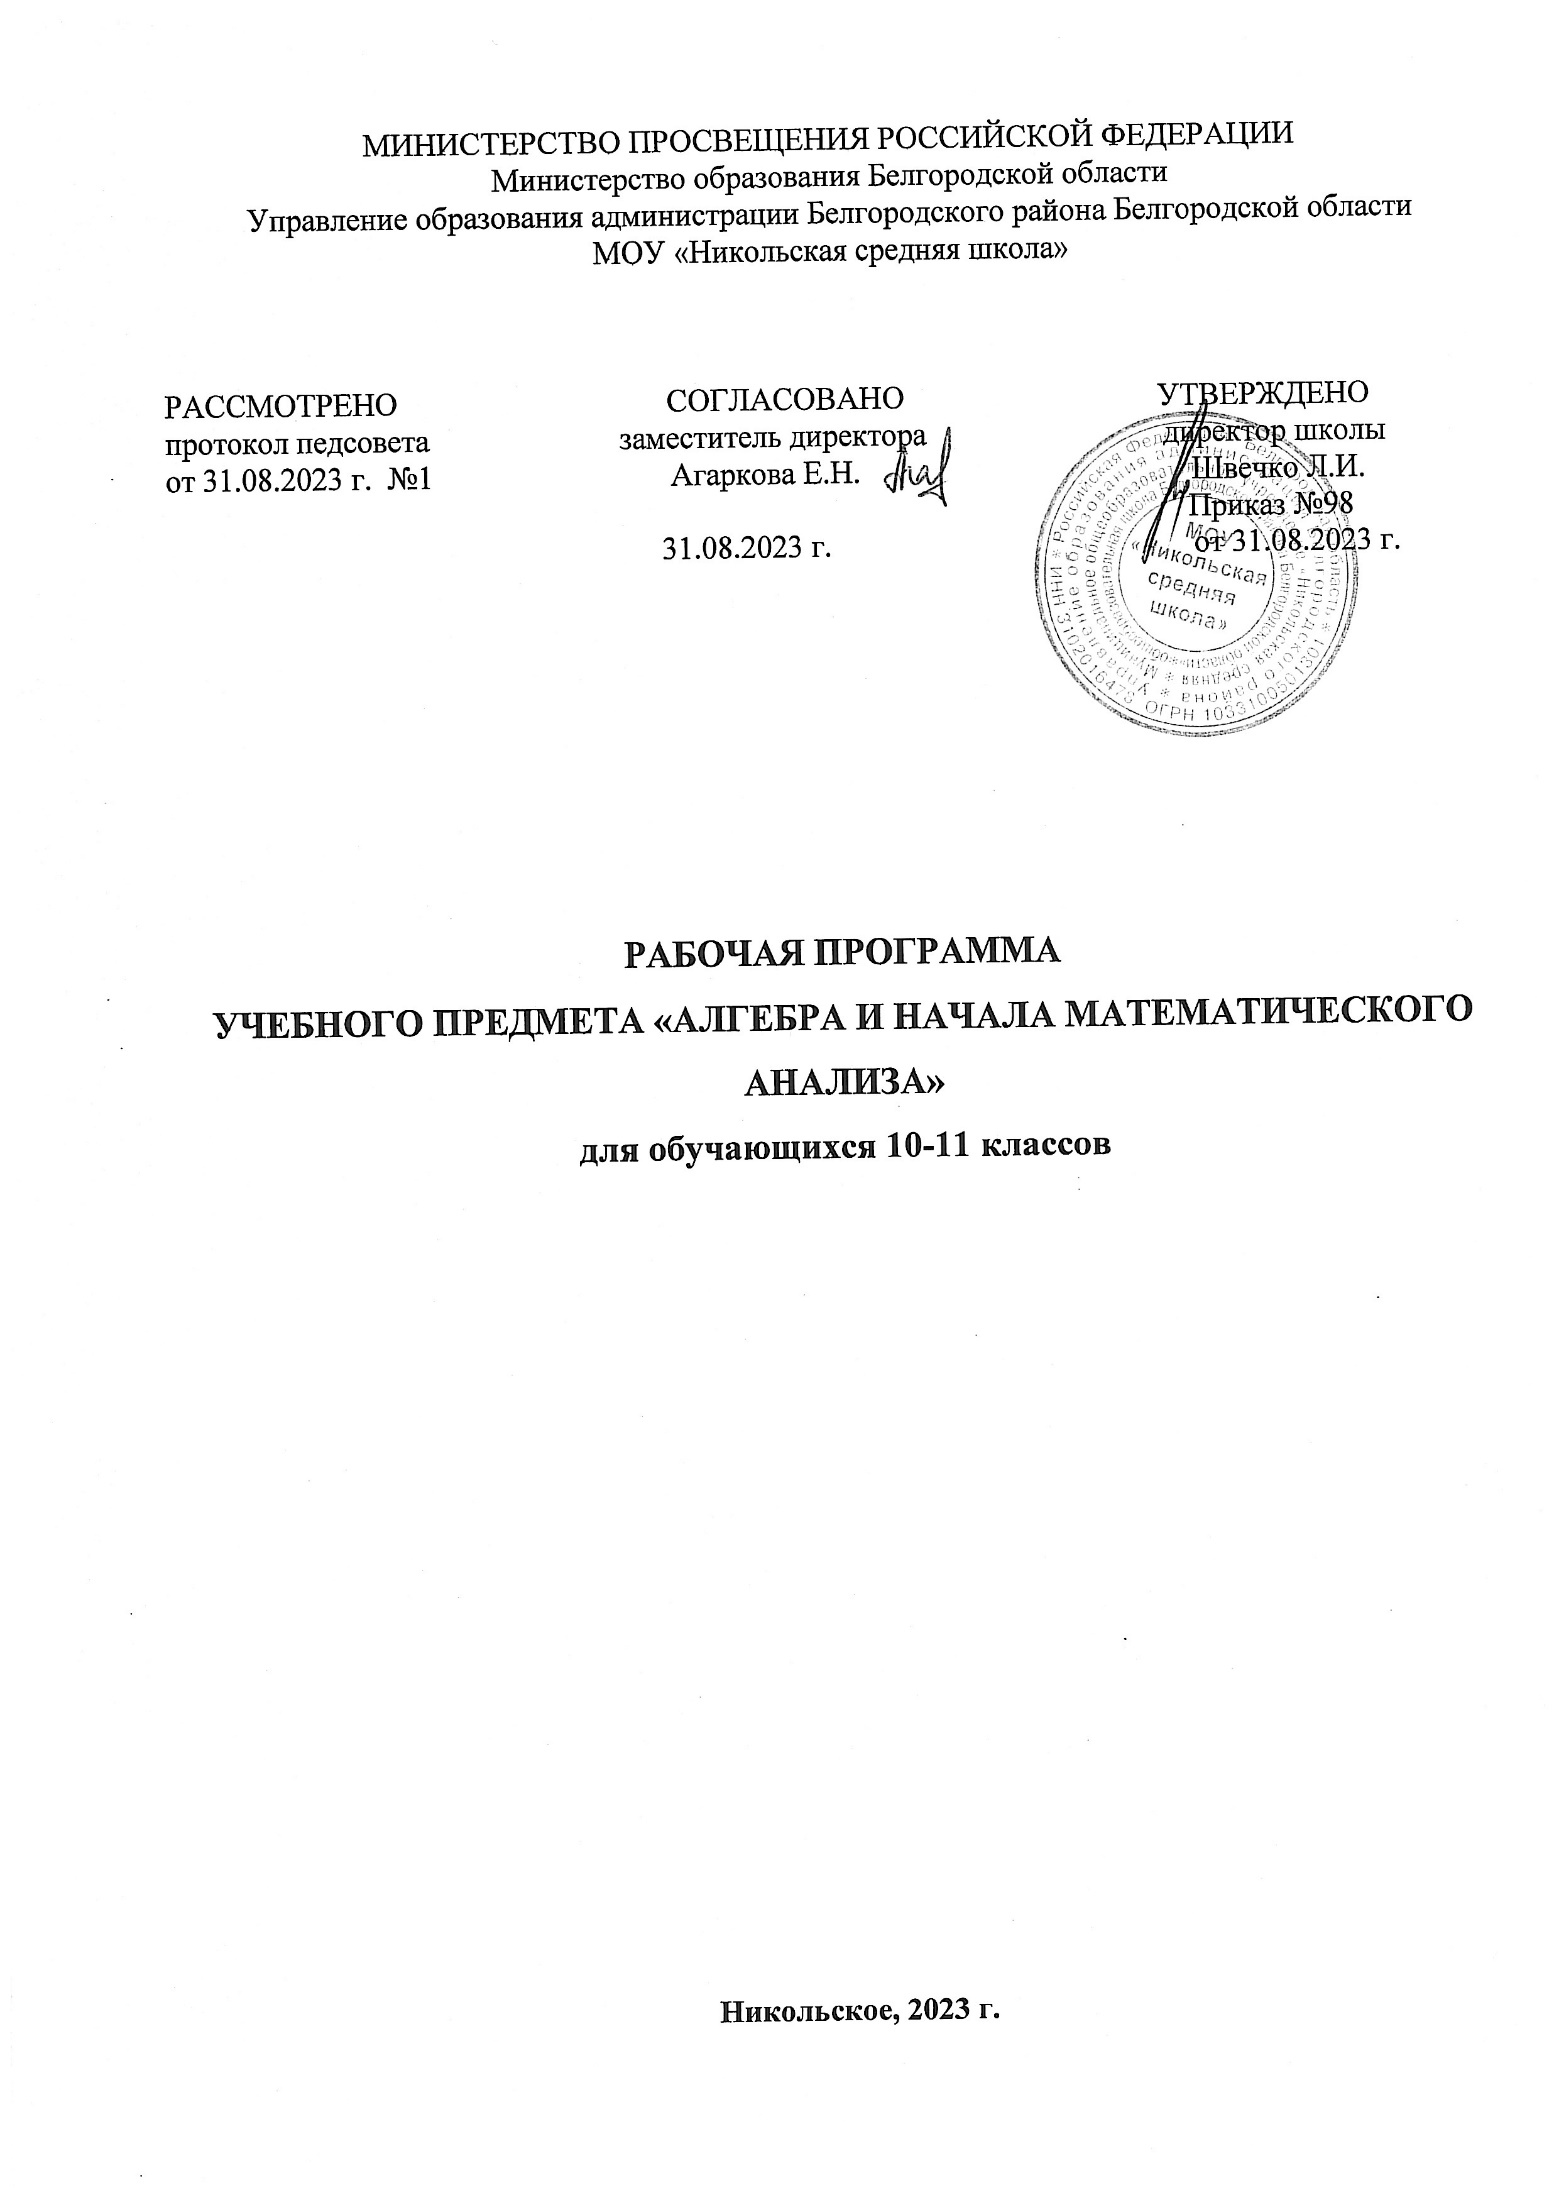 МИНИСТЕРСТВО ПРОСВЕЩЕНИЯ РОССИЙСКОЙ ФЕДЕРАЦИИ
Министерство образования Белгородской области
Управление образования администрации Белгородского района Белгородской области
МОУ «Никольская средняя школа»
РАССМОТРЕНО
протокол педсовета
от 31.08.2023 г. №1
СОГЛАСОВАНО
заместитель директора
Агаркова Е.Н.
31.08.2023 г.
УТВЕРЖДЕНО
директор школы
Швечко Л.И.
Приказ №98
от 31.08.2023 г.
МОУ
«Никольская
средняя
школа»
РАБОЧАЯ ПРОГРАММА
УЧЕБНОГО ПРЕДМЕТА «АЛГЕБРА И НАЧАЛА МАТЕМАТИЧЕСКОГО
АНАЛИЗА»
для обучающихся 10-11 классов
Никольское, 2023 г.